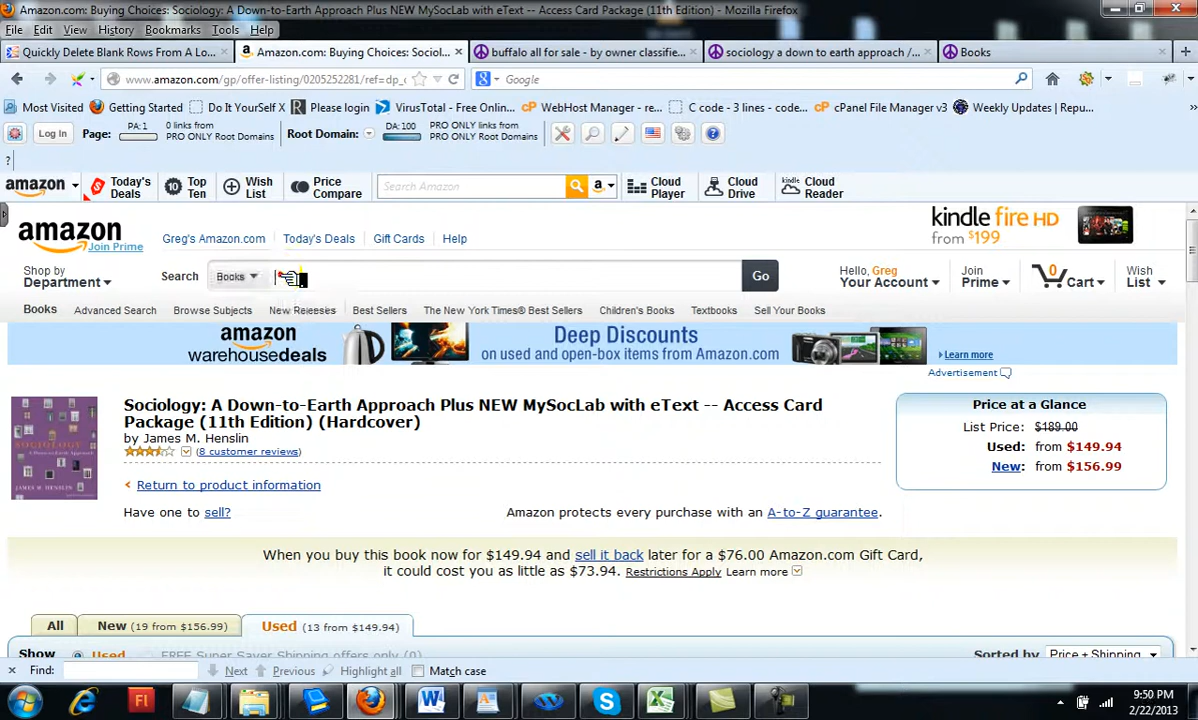 Amazon.com: Buying Choices: Sociology: A Down-to-Earth Approach Plus NEW MySocLab with eText -- Access Card Package (11th Edition) - Mozilla Firefox
File Edit View History Bookmarks Tools Help
Quickly Delete Blank Rows From A Lo... × Amazon.com: Buying Choices: Sociol... × buffalo all for sale - by owner classifie... × sociology a down to earth approach /... × Books × +
www.amazon.com/gp/offer-listing/0205252281/ref=dp_ Google
Most Visited Getting Started Do It YourSelf X Please login VirusTotal - Free Onlin... WebHost Manager - re... C code - 3 lines - code... cPanel File Manager v3 Weekly Updates | Repu...
Log In Page: PA: 1 0 links from PRO ONLY Root Domains Root Domain: DA: 100 PRO ONLY links from PRO ONLY Root Domains
?
amazon Today's Deals 10 Top Ten Wish List Price Compare Search Amazon a Cloud Player Cloud Drive kindle Cloud Reader
amazon Join Prime Greg's Amazon.com Today's Deals Gift Cards Help kindle fire HD from $199
Shop by Department Search Books Go Hello, Greg Your Account Join Prime 0 Cart Wish List
Books Advanced Search Browse Subjects New Releases Best Sellers The New York Times® Best Sellers Children's Books Textbooks Sell Your Books
amazon warehousedeals Deep Discounts on used and open-box items from Amazon.com Learn more
Advertisement
Sociology: A Down-to-Earth Approach Plus NEW MySocLab with eText -- Access Card
Package (11th Edition) (Hardcover)
by James M. Henslin
(8 customer reviews)
Price at a Glance
List Price: $189.00
Used: from $149.94
New: from $156.99
SOCIOLOGY
JAMES M. HENSLIN
‹ Return to product information
Have one to sell? Amazon protects every purchase with an A-to-Z guarantee.
When you buy this book now for $149.94 and sell it back later for a $76.00 Amazon.com Gift Card,
it could cost you as little as $73.94. Restrictions Apply Learn more
All New (19 from $156.99) Used (13 from $149.94)
Show Used FREE Super Saver Shipping offers only (0) Sorted by Price + Shipping
× Find: Next Previous Highlight all Match case
9:50 PM
2/22/2013